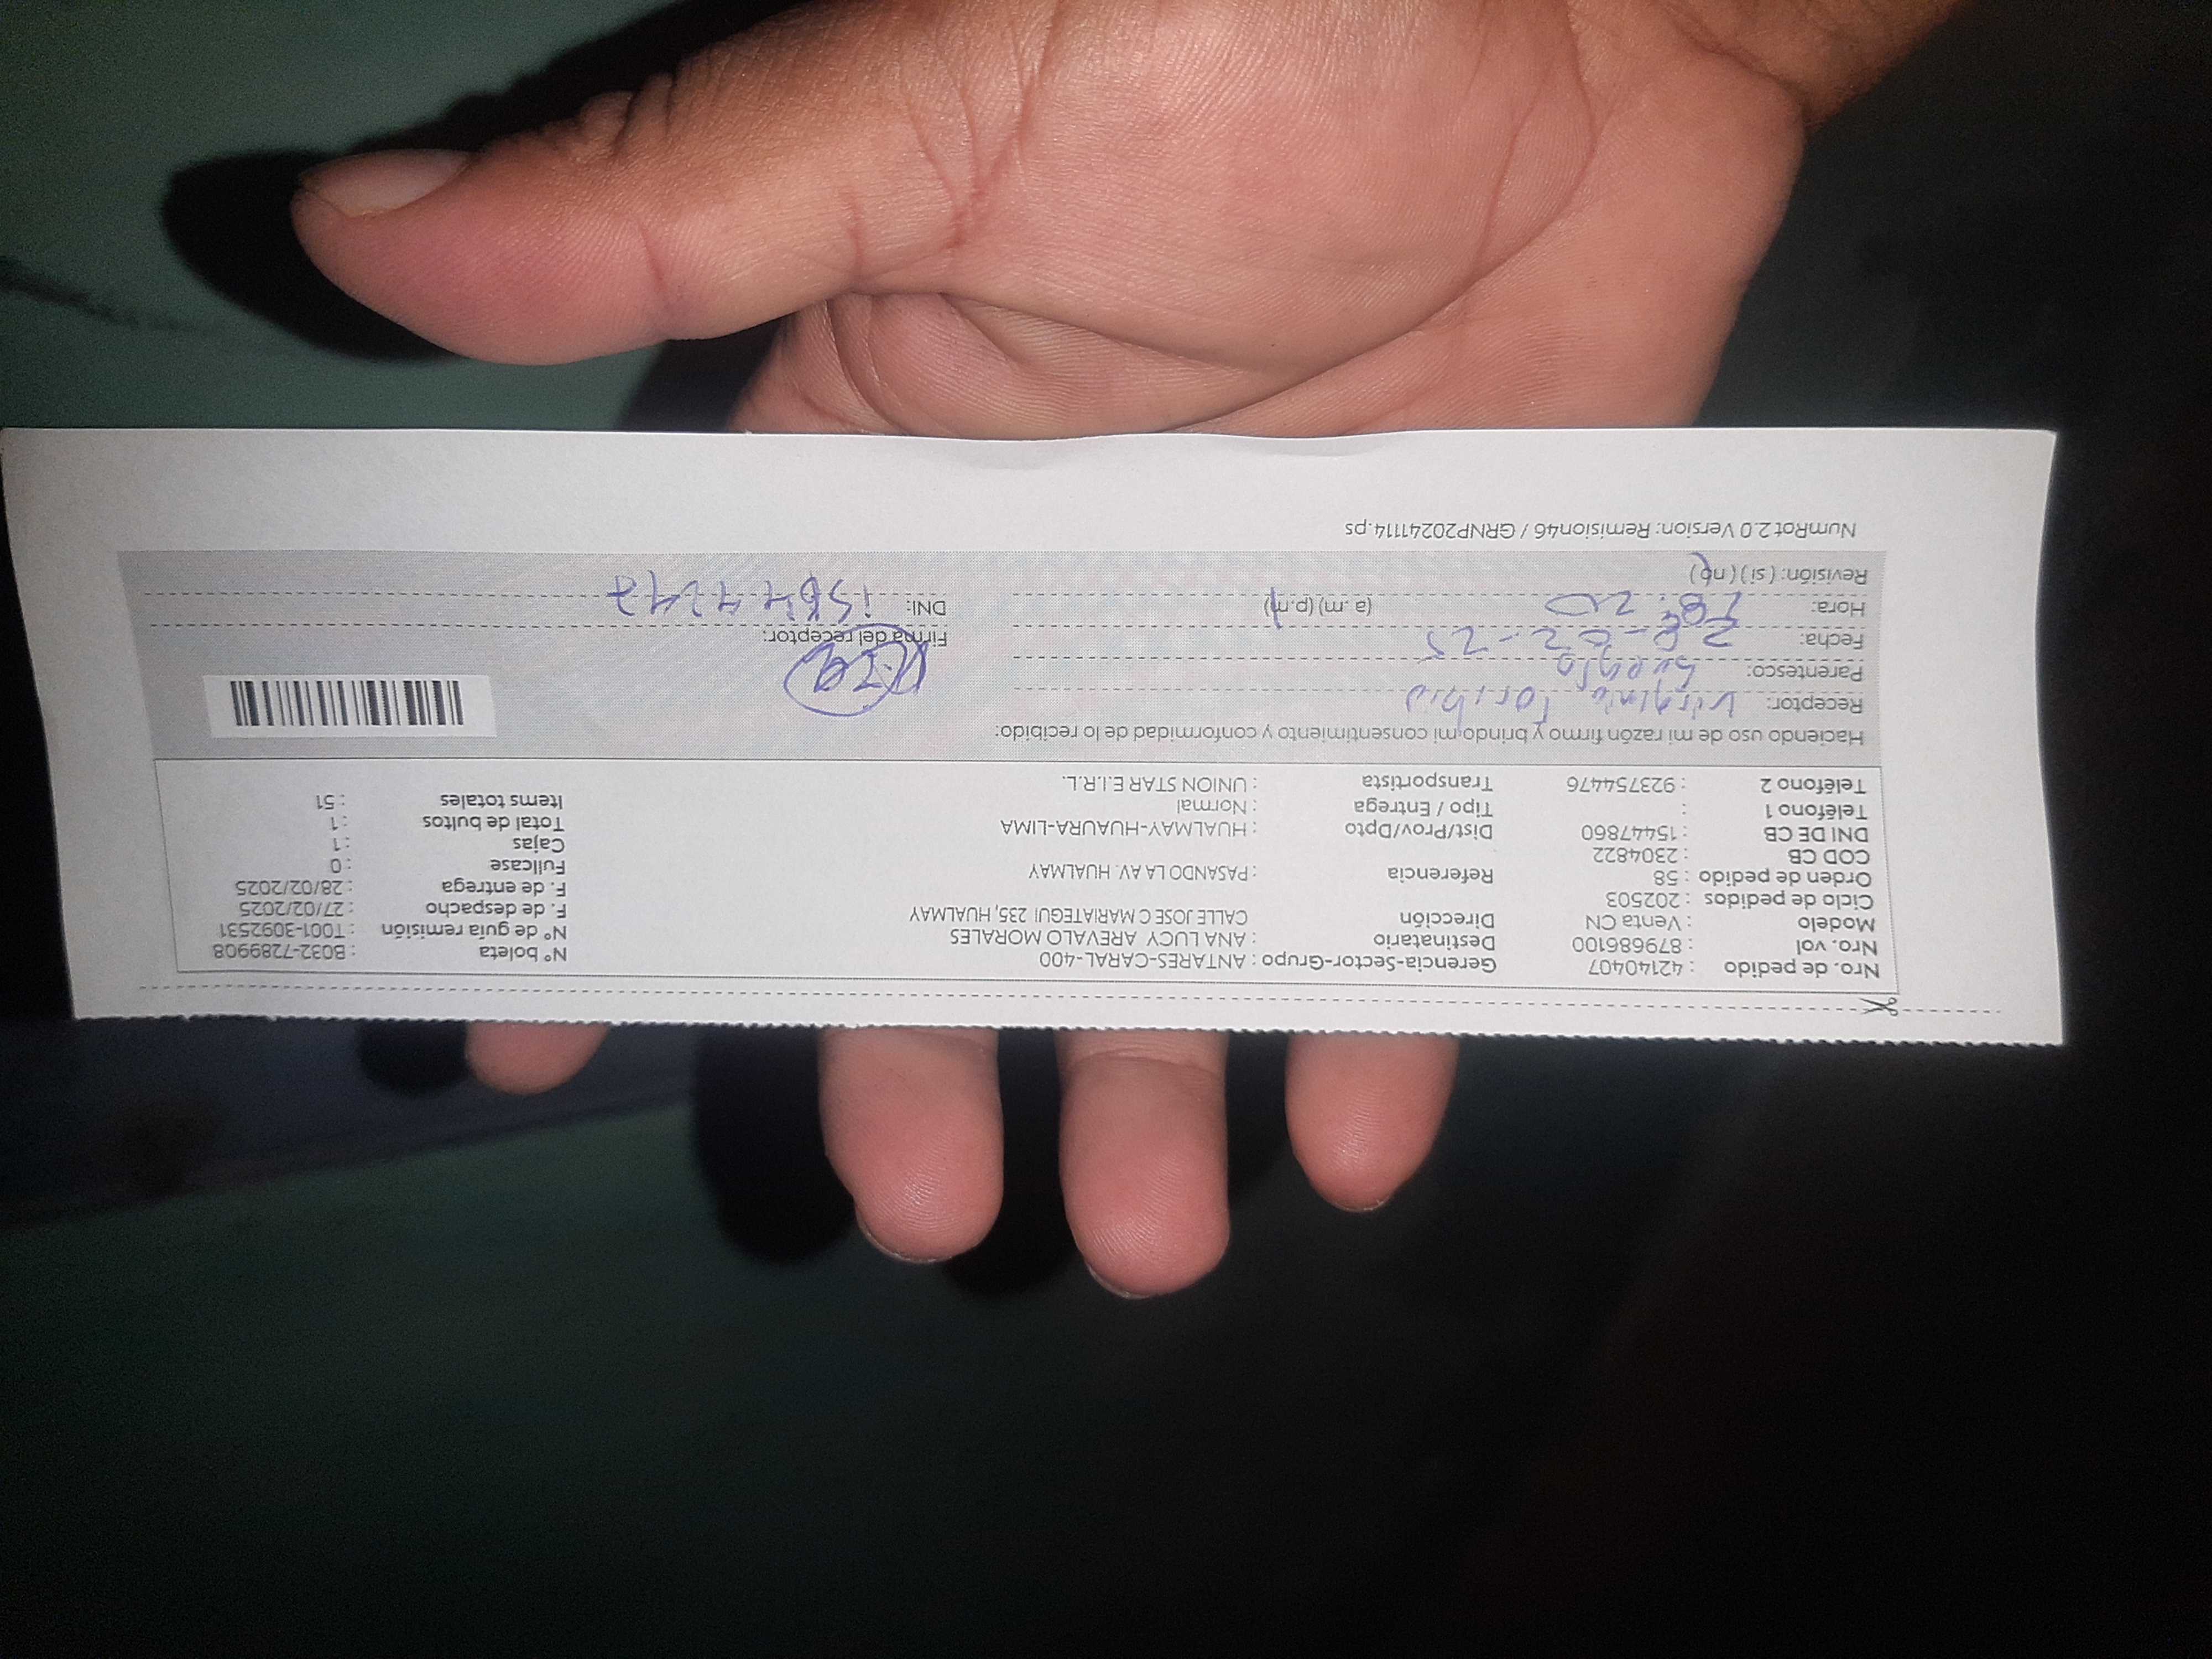 Nro. de pedido : 42140407 Gerencia-Sector-Grupo : ANTARES-CARAL-400 N° boleta : B032-7289908
Nro. vol : 879686100 Destinatario : ANA LUCY AREVALO MORALES N° de guía remisión : T001-3092531
Modelo : Venta CN Dirección CALLE JOSE C MARIATEGUI 235, HUALMAY F. de despacho : 27/02/2025
Ciclo de pedidos : 202503 F. de entrega : 28/02/2025
Orden de pedido : 58 Referencia : PASANDO LA AV. HUALMAY Fullcase : 0
COD CB : 2304822 Cajas : 1
DNI DE CB : 15447860 Dist/Prov/Dpto : HUALMAY-HUAURA-LIMA Total de bultos : 1
Teléfono 1 : Tipo / Entrega : Normal Items totales : 51
Teléfono 2 : 923754476 Transportista : UNION STAR E.I.R.L.
Haciendo uso de mi razón firmo y brindo mi consentimiento y conformidad de lo recibido:
Receptor: Virginia Toribio
Parentesco: Suegra
Fecha: 28-02-25 Firma del receptor:
Hora: (a .m) (p.m) DNI:
Revisión: ( si ) ( no )
NumRot 2.0 Version: Remision46 / GRNP20241114.ps